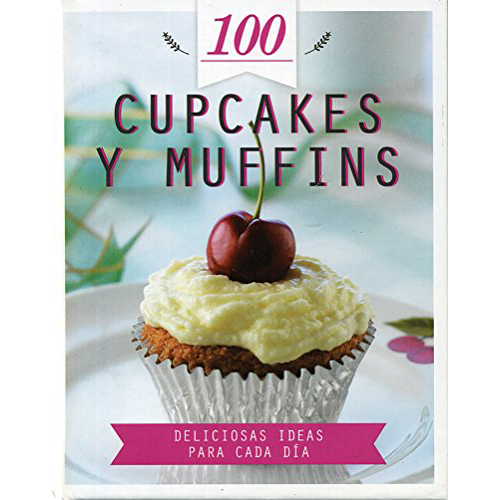 100
CUPCAKES
Y MUFFINS
DELICIOSAS IDEAS
PARA CADA DÍA